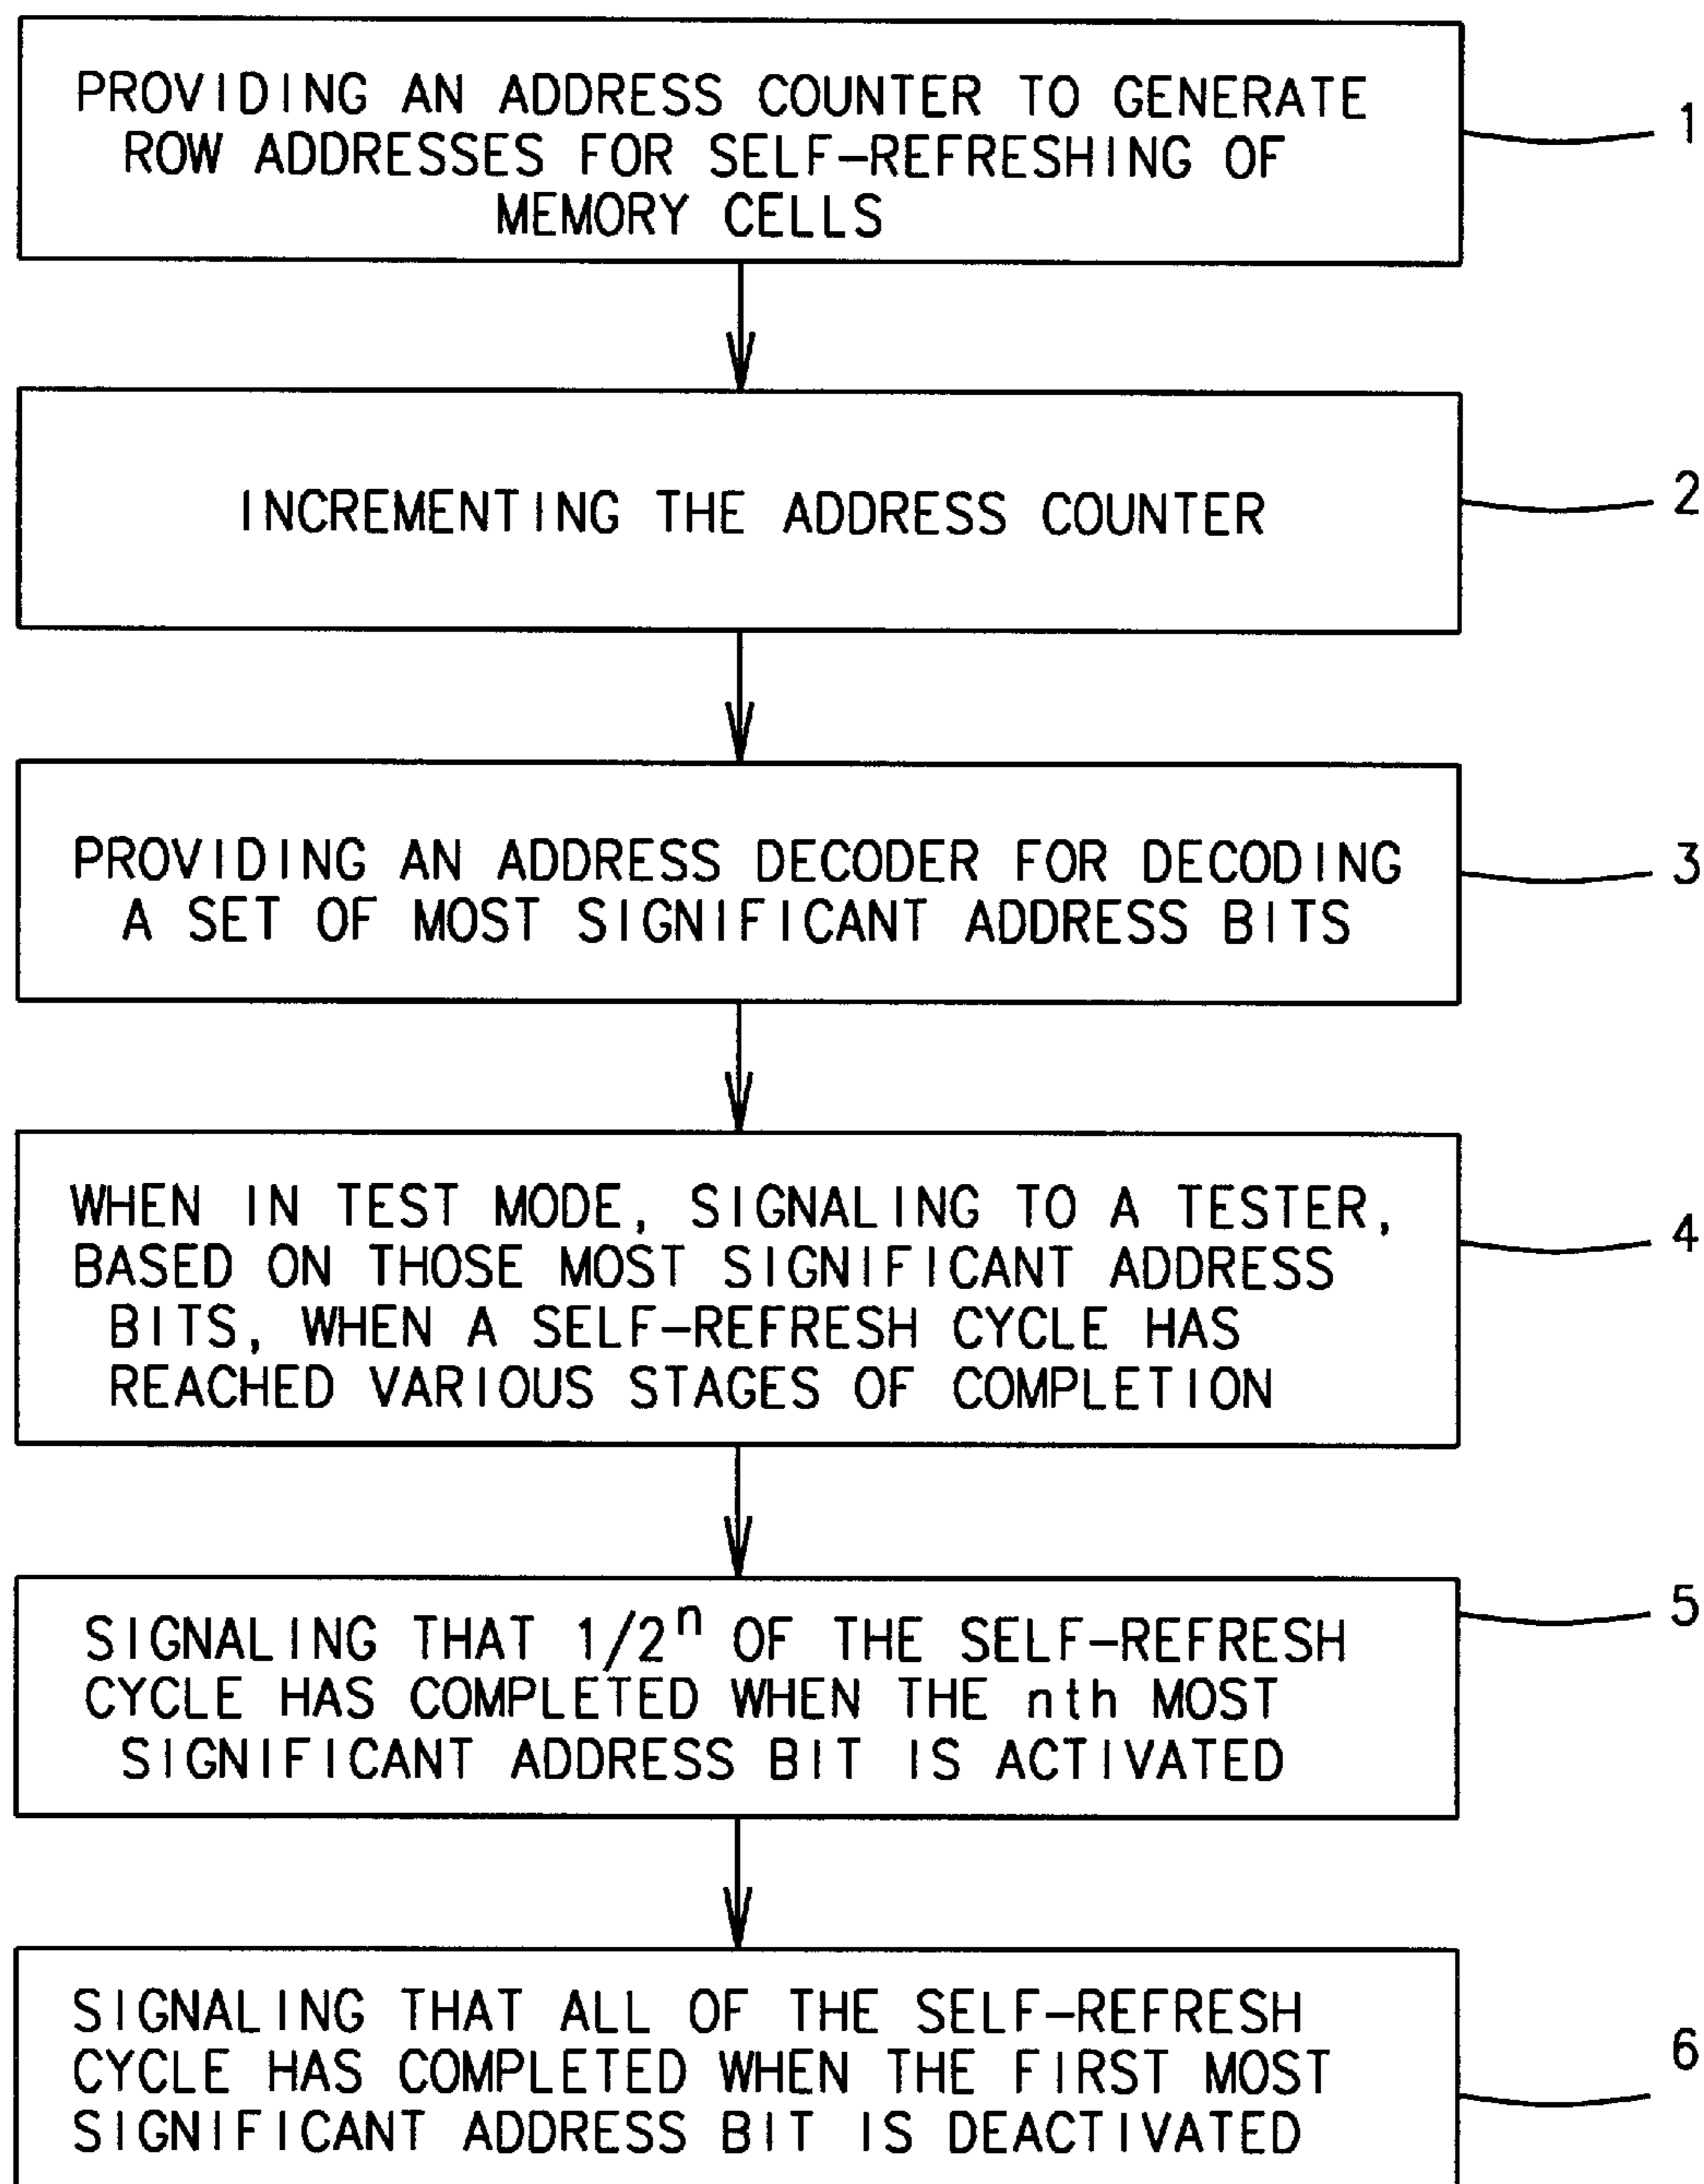 PROVIDING AN ADDRESS COUNTER TO GENERATE
ROW ADDRESSES FOR SELF-REFRESHING OF
MEMORY CELLS
1
INCREMENTING THE ADDRESS COUNTER
2
PROVIDING AN ADDRESS DECODER FOR DECODING
A SET OF MOST SIGNIFICANT ADDRESS BITS
3
WHEN IN TEST MODE, SIGNALING TO A TESTER,
BASED ON THOSE MOST SIGNIFICANT ADDRESS
BITS, WHEN A SELF-REFRESH CYCLE HAS
REACHED VARIOUS STAGES OF COMPLETION
4
SIGNALING THAT 1/2ⁿ OF THE SELF-REFRESH
CYCLE HAS COMPLETED WHEN THE nth MOST
SIGNIFICANT ADDRESS BIT IS ACTIVATED
5
SIGNALING THAT ALL OF THE SELF-REFRESH
CYCLE HAS COMPLETED WHEN THE FIRST MOST
SIGNIFICANT ADDRESS BIT IS DEACTIVATED
6